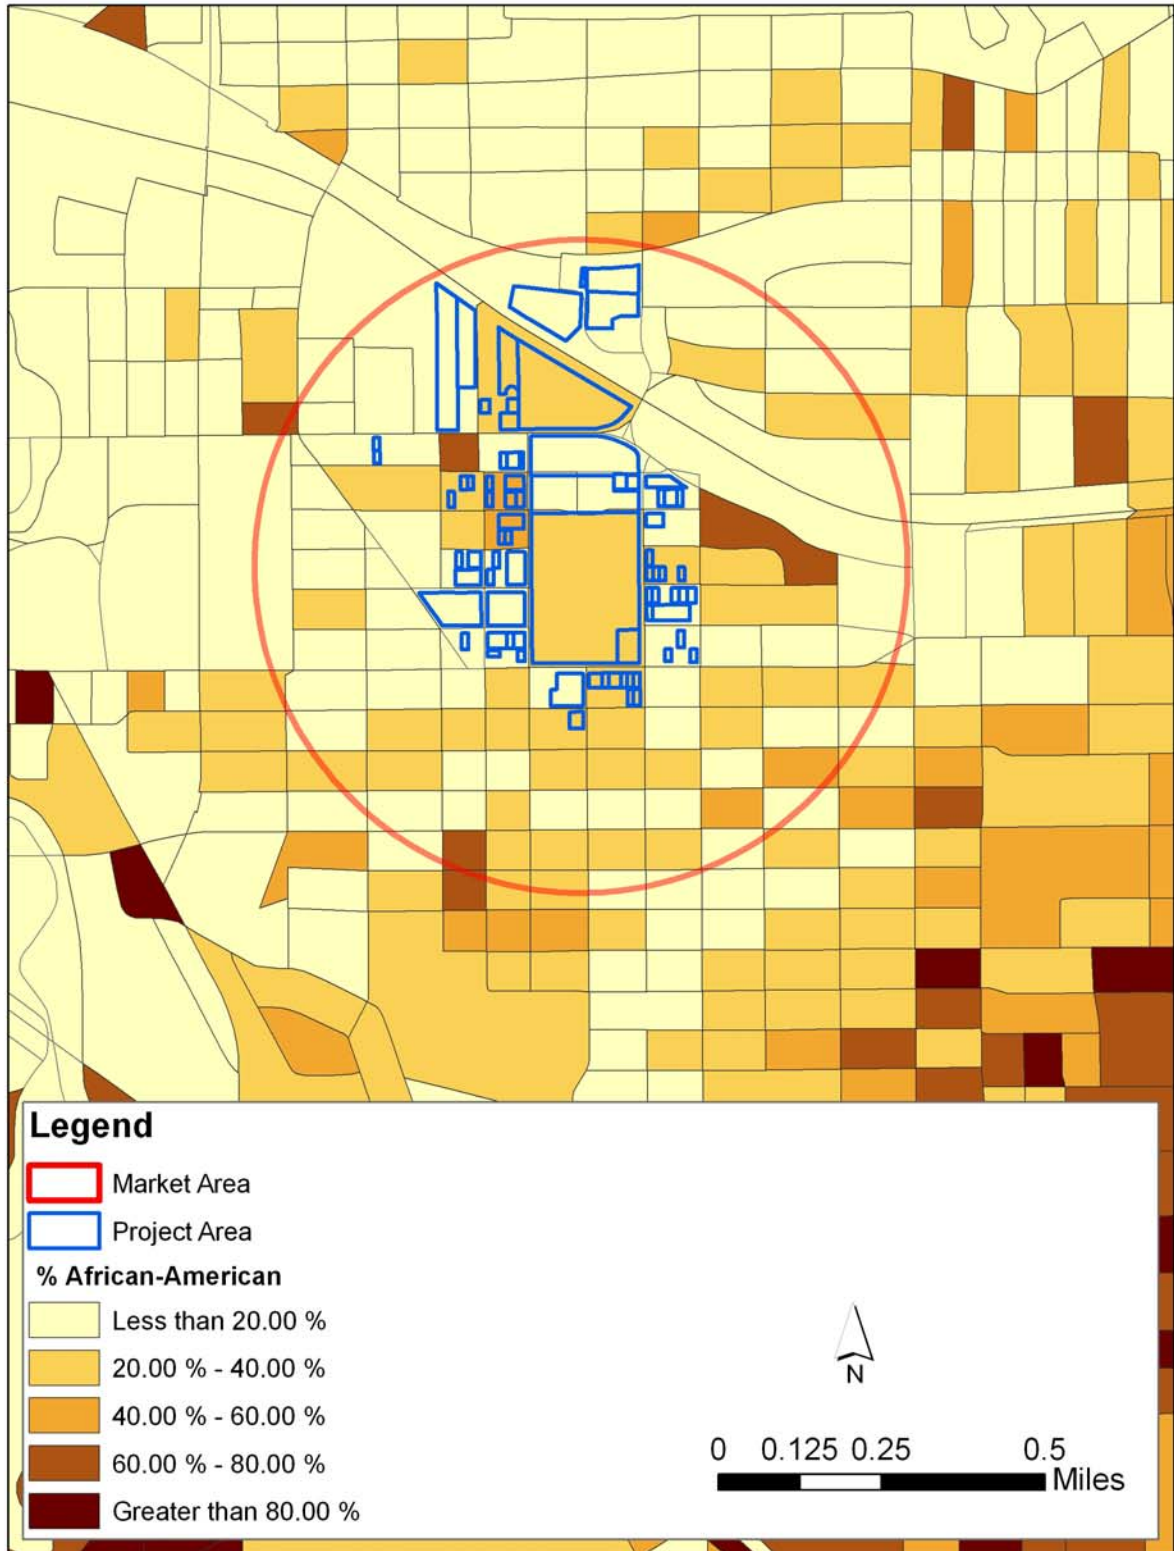 Legend
Market Area
Project Area
% African-American
Less than 20.00 %
20.00 % - 40.00 %
40.00 % - 60.00 %
60.00 % - 80.00 %
Greater than 80.00 %
N
0 0.125 0.25 0.5
Miles